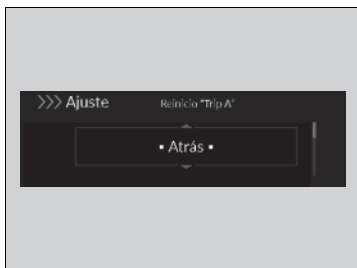 >>> Ajuste
Reinicio "Trip A"
▪ Atrás ▪